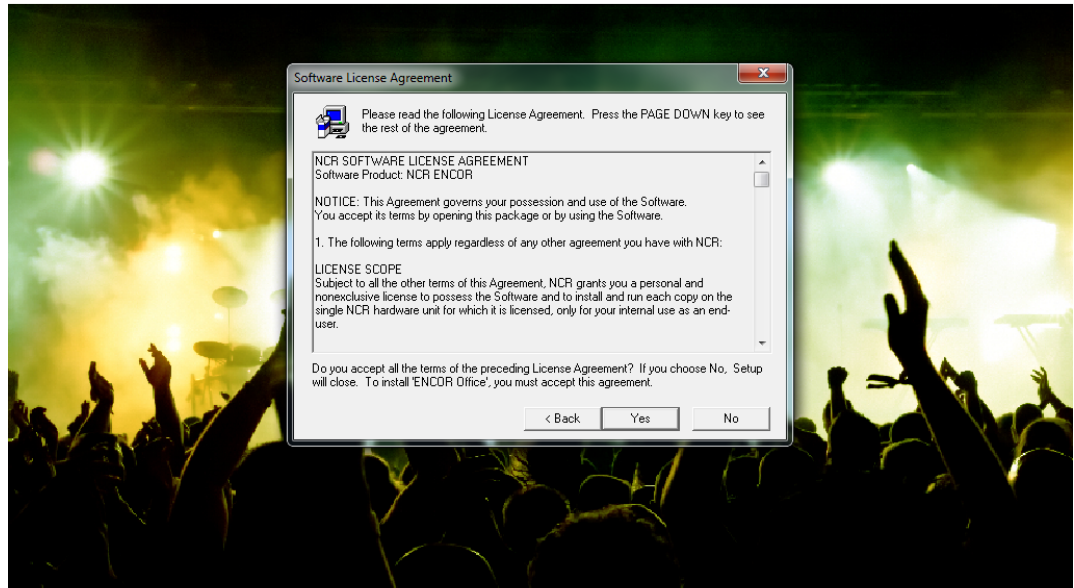 Software License Agreement
Please read the following License Agreement.  Press the PAGE DOWN key to see
the rest of the agreement.
NCR SOFTWARE LICENSE AGREEMENT
Software Product: NCR ENCOR
NOTICE: This Agreement governs your possession and use of the Software.
You accept its terms by opening this package or by using the Software.
1. The following terms apply regardless of any other agreement you have with NCR:
LICENSE SCOPE
Subject to all the other terms of this Agreement, NCR grants you a personal and
nonexclusive license to possess the Software and to install and run each copy on the
single NCR hardware unit for which it is licensed, only for your internal use as an end-
user.
Do you accept all the terms of the preceding License Agreement?  If you choose No,  Setup
will close.  To install 'ENCOR Office', you must accept this agreement.
< Back Yes No